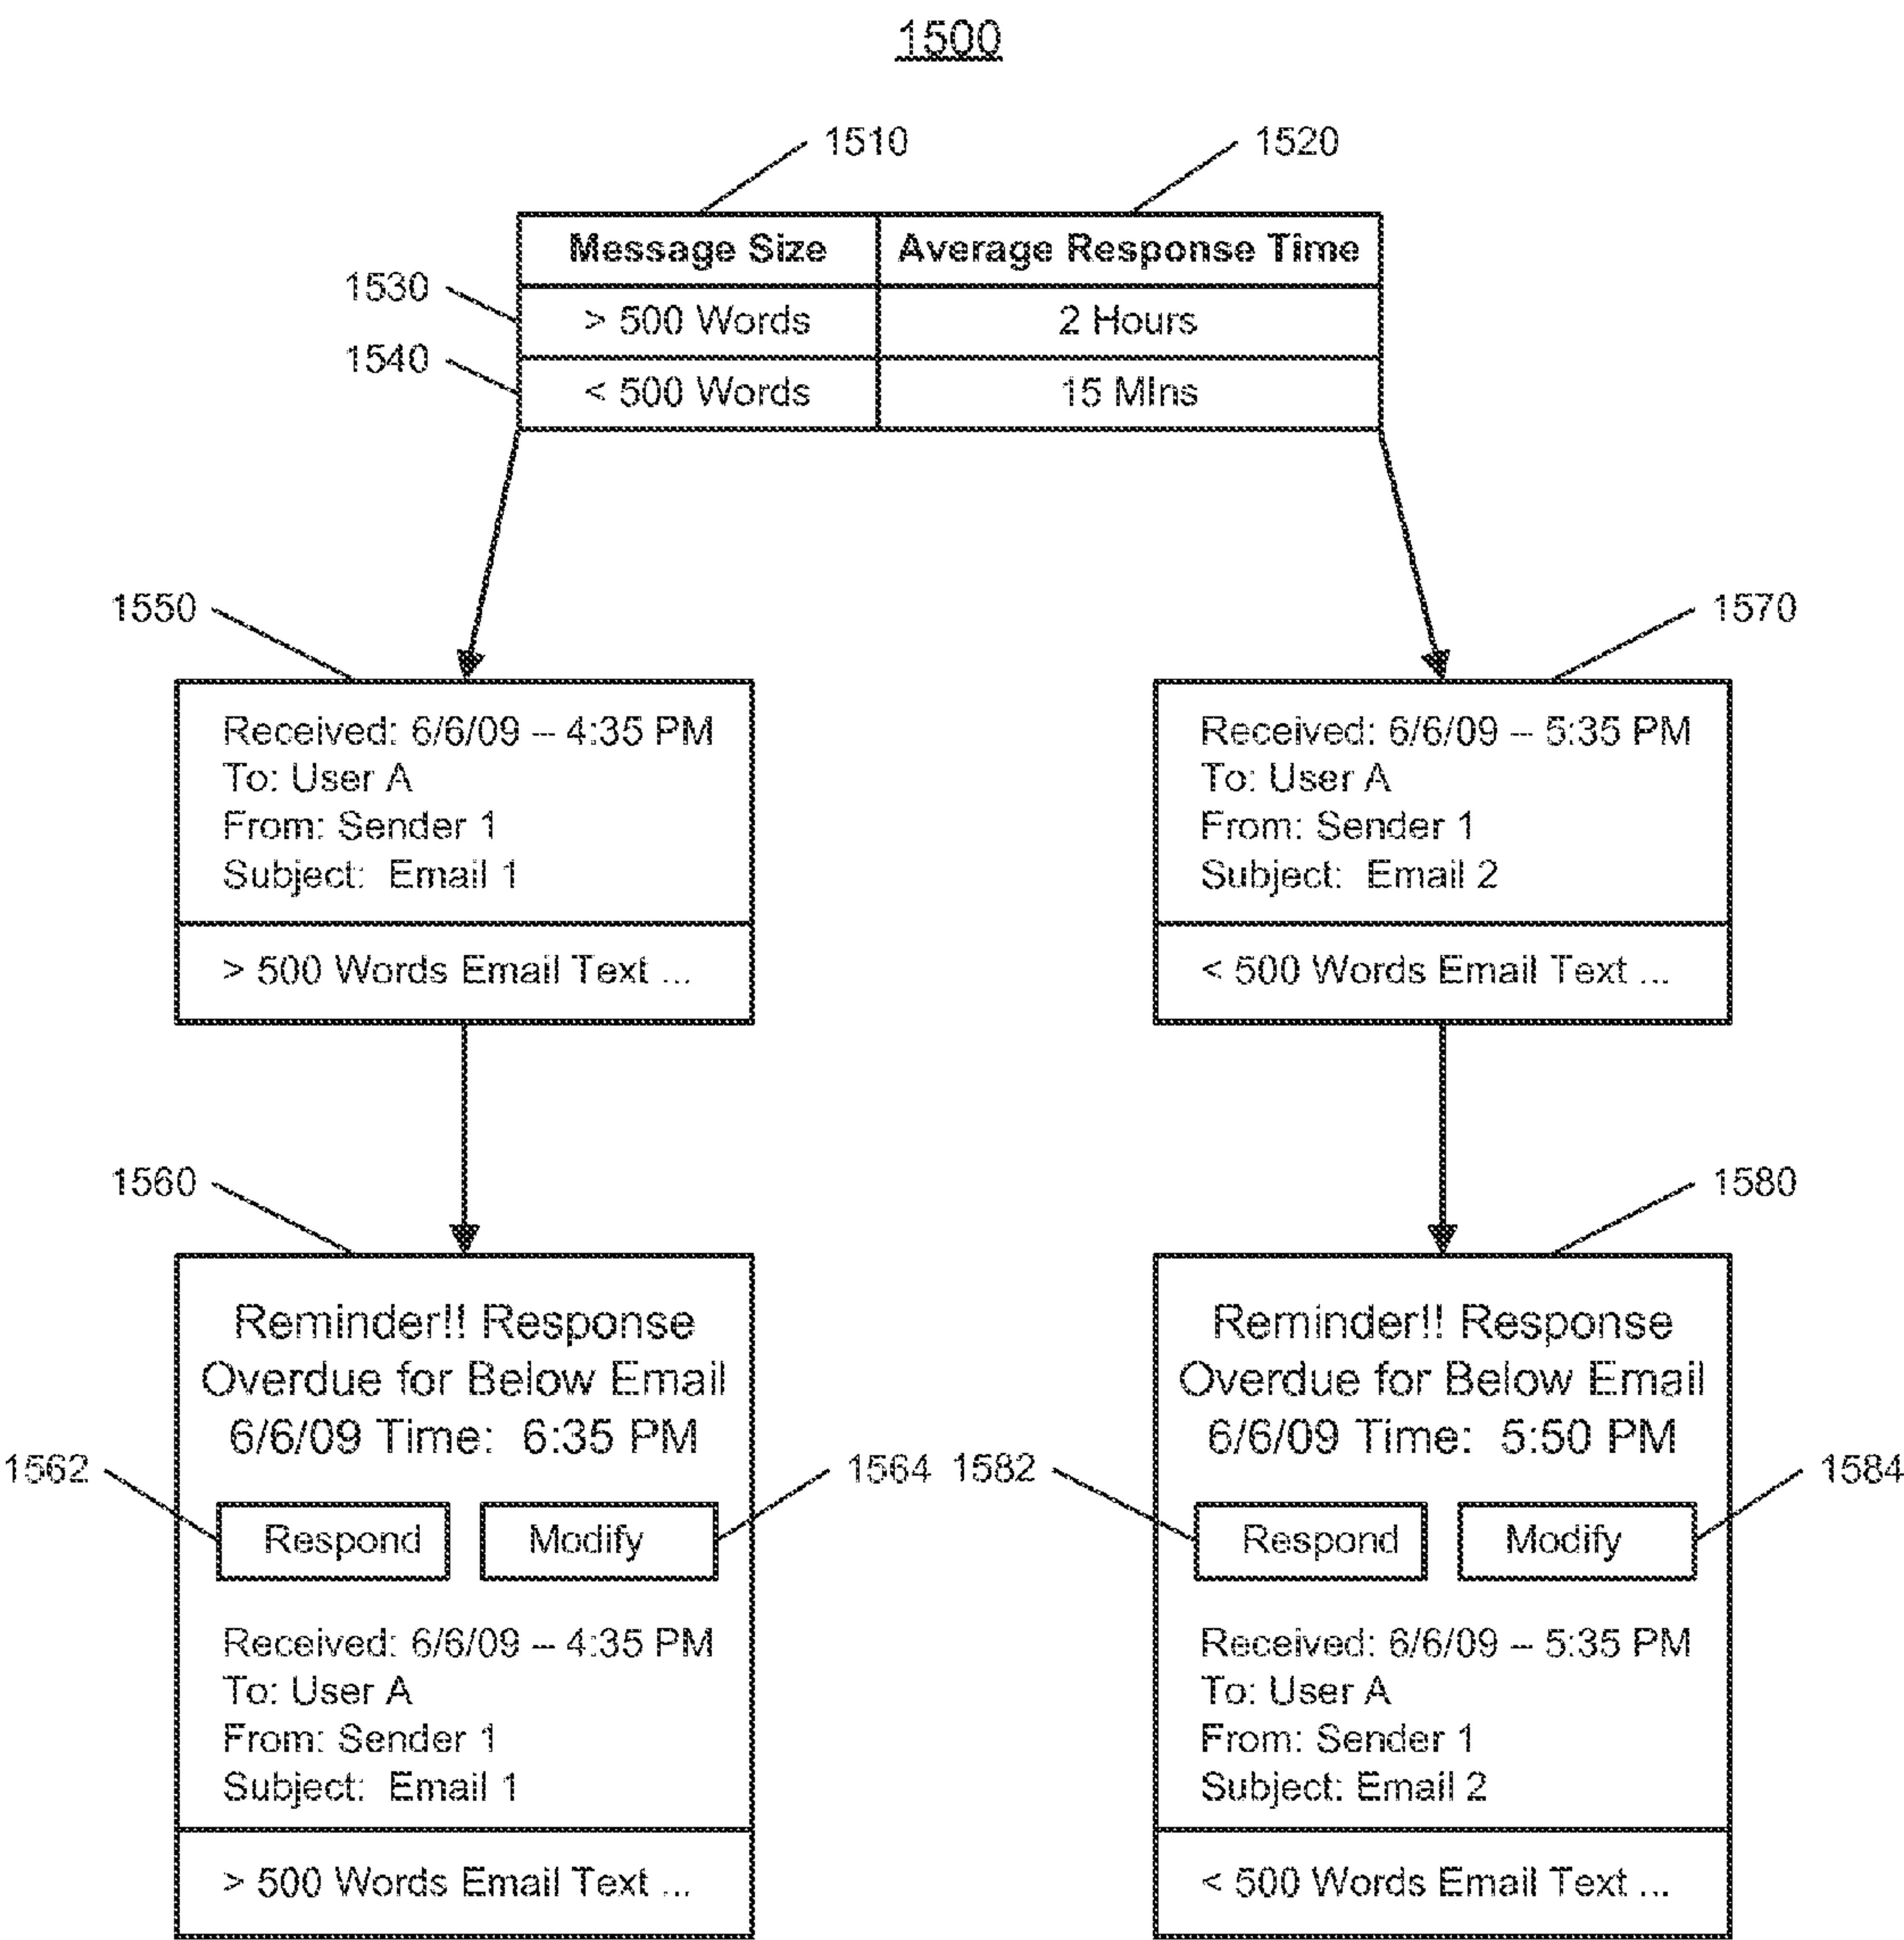 1500
1510 1520
Message Size Average Response Time
1530 > 500 Words 2 Hours
1540 < 500 Words 15 MIns
1550 1570
Received: 6/6/09 -- 4:35 PM
To: User A
From: Sender 1
Subject: Email 1
> 500 Words Email Text ...
Received: 6/6/09 -- 5:35 PM
To: User A
From: Sender 1
Subject: Email 2
< 500 Words Email Text ...
1560 1580
Reminder!! Response
Overdue for Below Email
6/6/09 Time: 6:35 PM
1562 1564
Respond Modify
Received: 6/6/09 -- 4:35 PM
To: User A
From: Sender 1
Subject: Email 1
> 500 Words Email Text ...
Reminder!! Response
Overdue for Below Email
6/6/09 Time: 5:50 PM
1582 1584
Respond Modify
Received: 6/6/09 -- 5:35 PM
To: User A
From: Sender 1
Subject: Email 2
< 500 Words Email Text ...